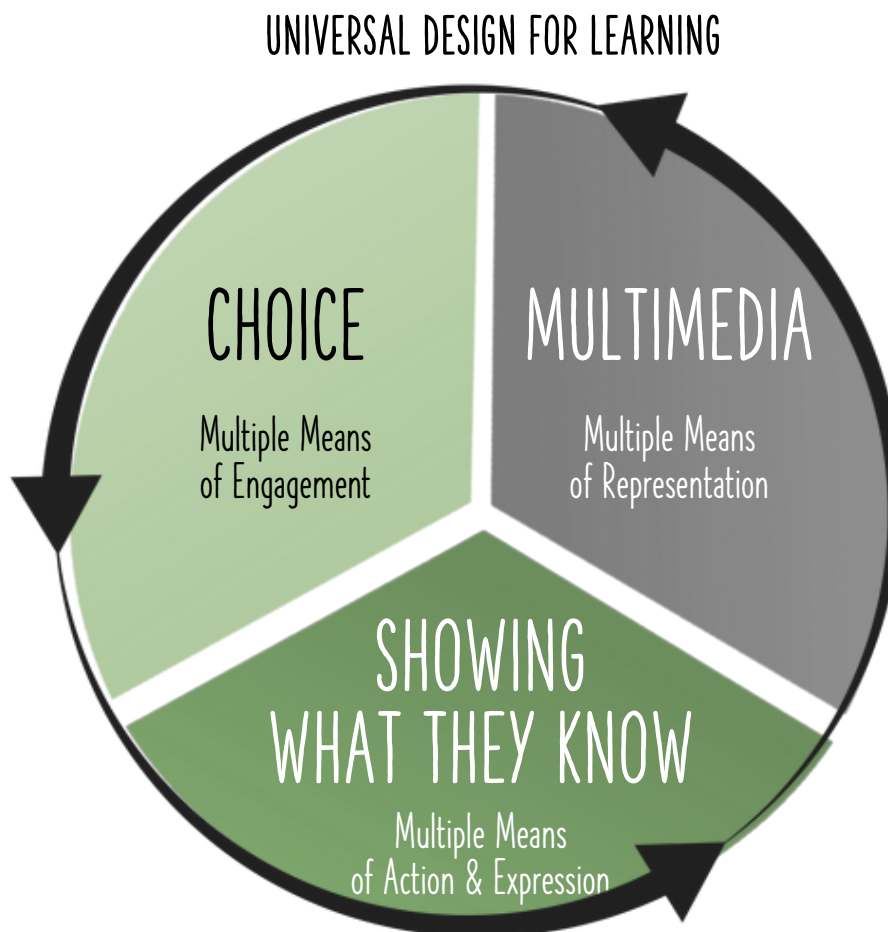 UNIVERSAL DESIGN FOR LEARNING
CHOICE
Multiple Means
of Engagement
MULTIMEDIA
Multiple Means
of Representation
SHOWING
WHAT THEY KNOW
Multiple Means
of Action & Expression